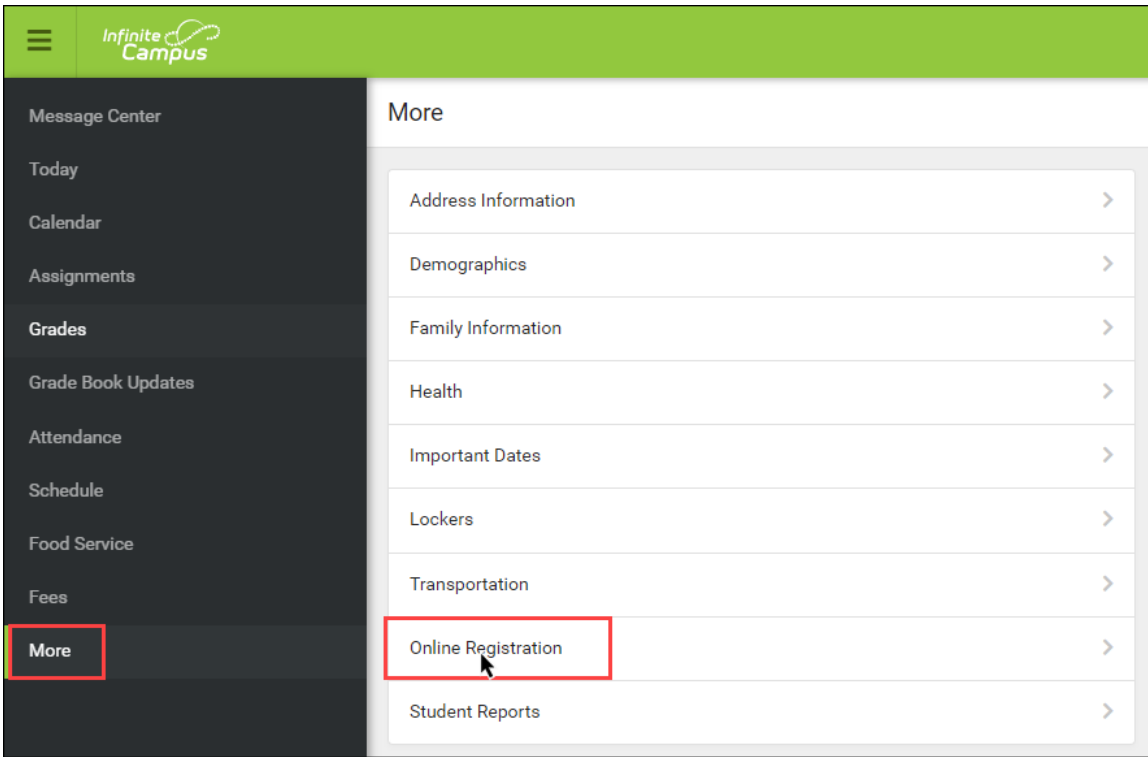 Infinite
Campus
Message Center
Today
Calendar
Assignments
Grades
Grade Book Updates
Attendance
Schedule
Food Service
Fees
More
More
Address Information
Demographics
Family Information
Health
Important Dates
Lockers
Transportation
Online Registration
Student Reports